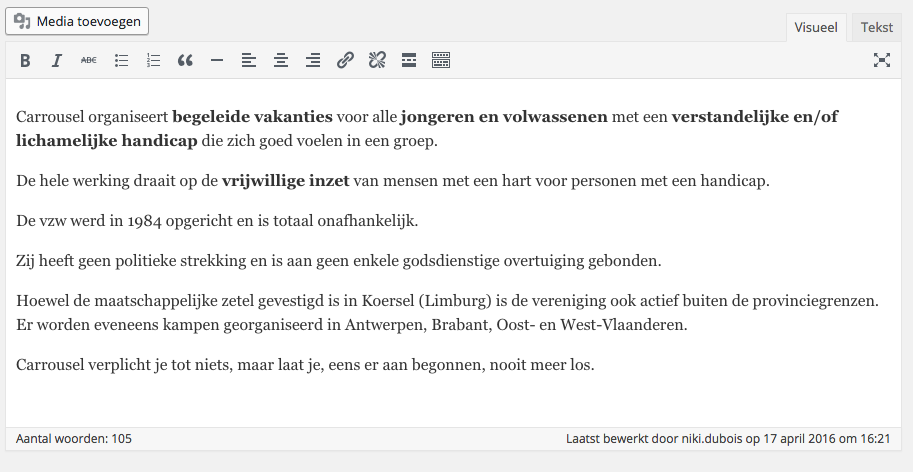 Media toevoegen
Visueel Tekst
B I ABC
Carrousel organiseert begeleide vakanties voor alle jongeren en volwassenen met een verstandelijke en/of
lichamelijke handicap die zich goed voelen in een groep.
De hele werking draait op de vrijwillige inzet van mensen met een hart voor personen met een handicap.
De vzw werd in 1984 opgericht en is totaal onafhankelijk.
Zij heeft geen politieke strekking en is aan geen enkele godsdienstige overtuiging gebonden.
Hoewel de maatschappelijke zetel gevestigd is in Koersel (Limburg) is de vereniging ook actief buiten de provinciegrenzen.
Er worden eveneens kampen georganiseerd in Antwerpen, Brabant, Oost- en West-Vlaanderen.
Carrousel verplicht je tot niets, maar laat je, eens er aan begonnen, nooit meer los.
Aantal woorden: 105 Laatst bewerkt door niki.dubois op 17 april 2016 om 16:21